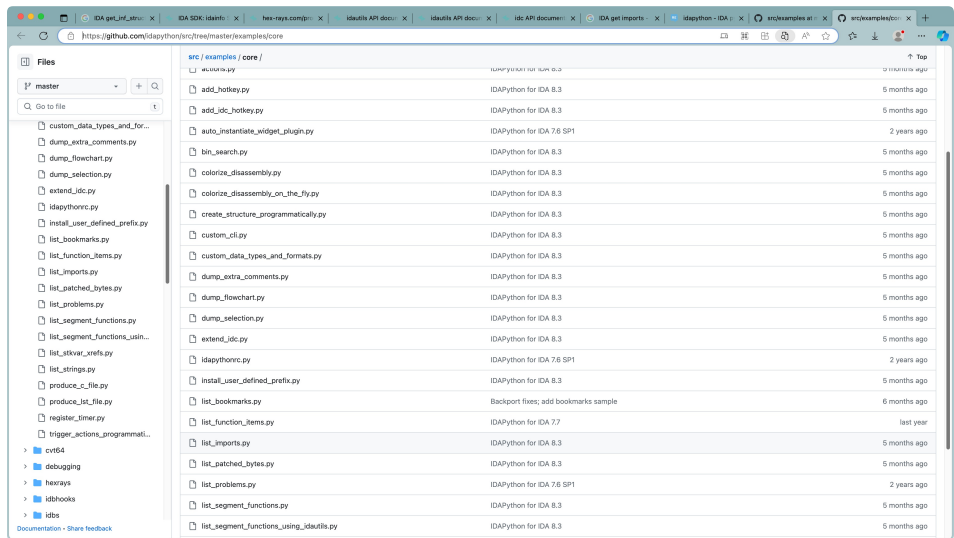 IDA get_inf_struc
IDA SDK: idainfo
hex-rays.com/pro
idautils API docu
idautils API docu
idc API document
IDA get imports -
idapython - IDA p
src/examples at m
src/examples/core
https://github.com/idapython/src/tree/master/examples/core
Files
master
Go to file
t
custom_data_types_and_for...
dump_extra_comments.py
dump_flowchart.py
dump_selection.py
extend_idc.py
idapythonrc.py
install_user_defined_prefix.py
list_bookmarks.py
list_function_items.py
list_imports.py
list_patched_bytes.py
list_problems.py
list_segment_functions.py
list_segment_functions_usin...
list_stkvar_xrefs.py
list_strings.py
produce_c_file.py
produce_lst_file.py
register_timer.py
trigger_actions_programmati...
cvt64
debugging
hexrays
idbhooks
idbs
Documentation • Share feedback
src / examples / core /
Top
actions.py IDAPython for IDA 8.3 5 months ago
add_hotkey.py IDAPython for IDA 8.3 5 months ago
add_idc_hotkey.py IDAPython for IDA 8.3 5 months ago
auto_instantiate_widget_plugin.py IDAPython for IDA 7.6 SP1 2 years ago
bin_search.py IDAPython for IDA 8.3 5 months ago
colorize_disassembly.py IDAPython for IDA 8.3 5 months ago
colorize_disassembly_on_the_fly.py IDAPython for IDA 8.3 5 months ago
create_structure_programmatically.py IDAPython for IDA 8.3 5 months ago
custom_cli.py IDAPython for IDA 8.3 5 months ago
custom_data_types_and_formats.py IDAPython for IDA 8.3 5 months ago
dump_extra_comments.py IDAPython for IDA 8.3 5 months ago
dump_flowchart.py IDAPython for IDA 8.3 5 months ago
dump_selection.py IDAPython for IDA 8.3 5 months ago
extend_idc.py IDAPython for IDA 8.3 5 months ago
idapythonrc.py IDAPython for IDA 7.6 SP1 2 years ago
install_user_defined_prefix.py IDAPython for IDA 8.3 5 months ago
list_bookmarks.py Backport fixes; add bookmarks sample 6 months ago
list_function_items.py IDAPython for IDA 7.7 last year
list_imports.py IDAPython for IDA 8.3 5 months ago
list_patched_bytes.py IDAPython for IDA 8.3 5 months ago
list_problems.py IDAPython for IDA 7.6 SP1 2 years ago
list_segment_functions.py IDAPython for IDA 8.3 5 months ago
list_segment_functions_using_idautils.py IDAPython for IDA 8.3 5 months ago